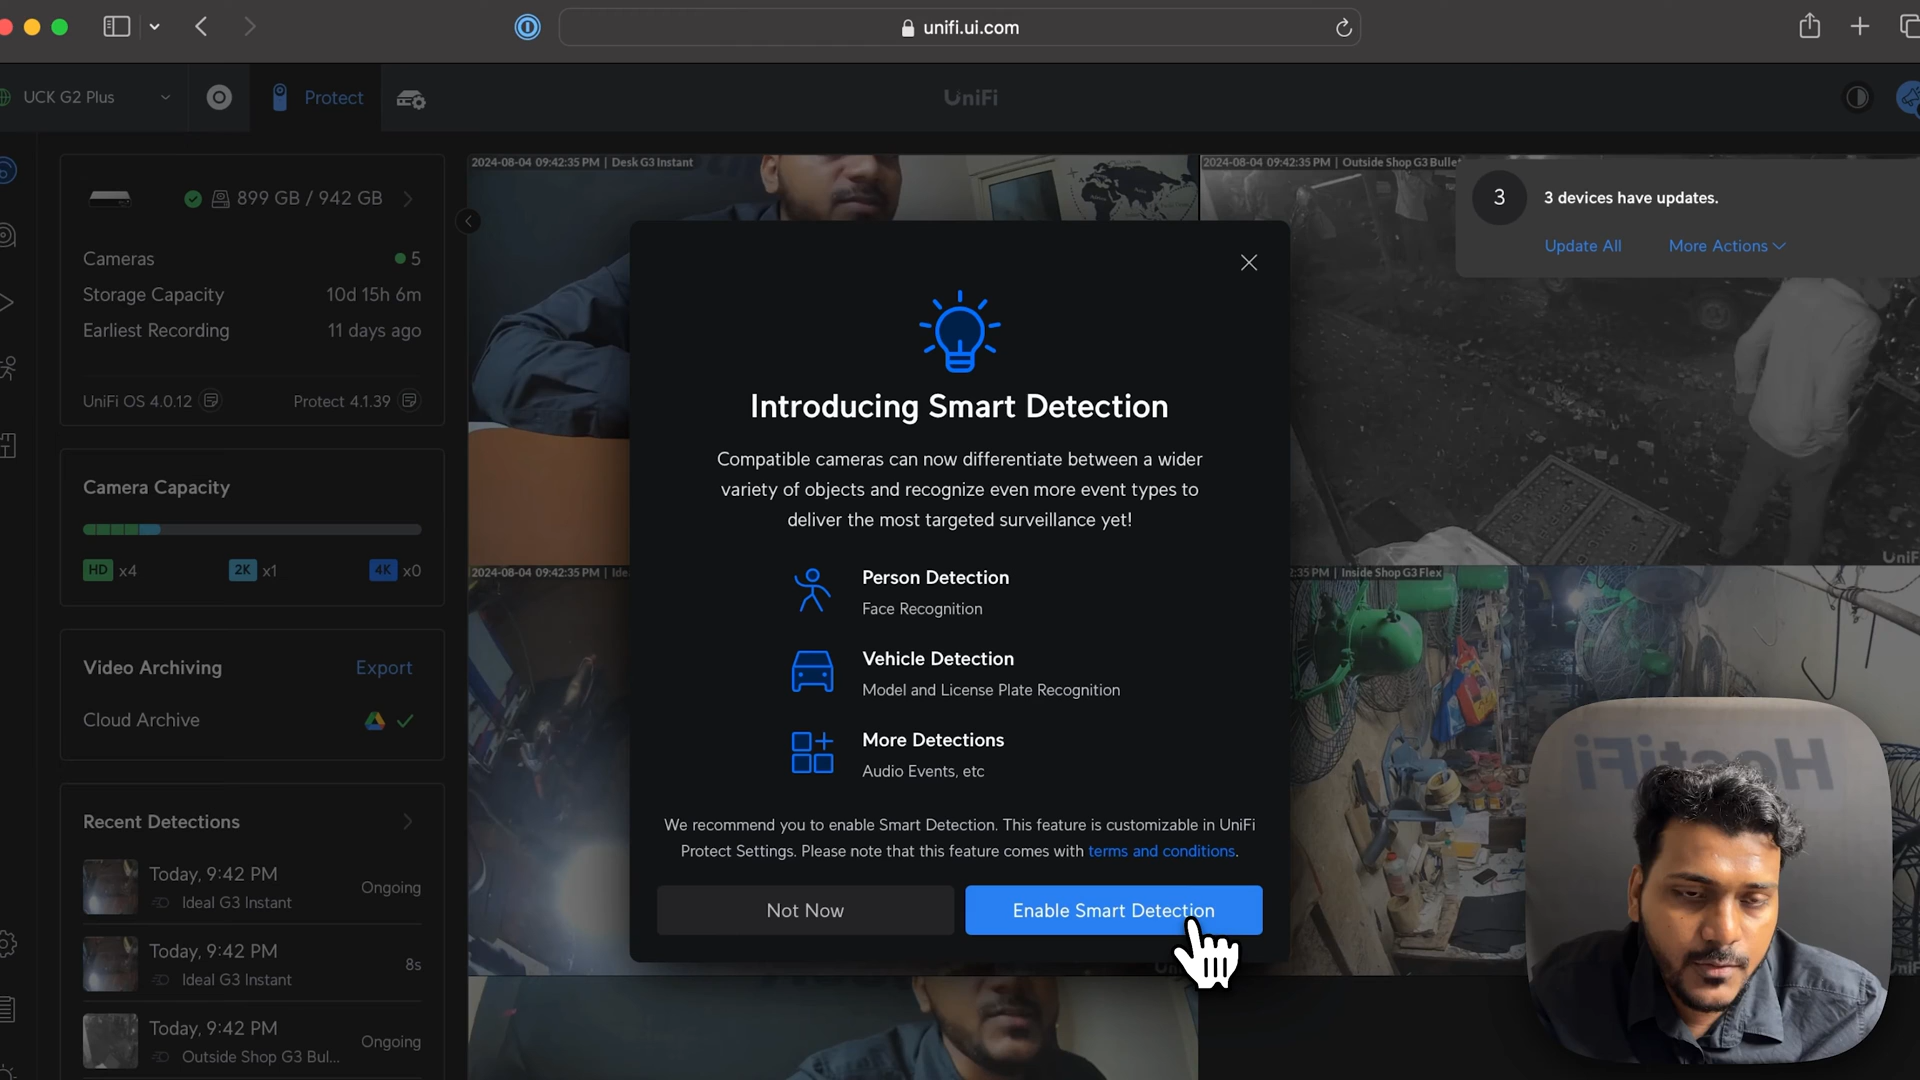 unifi.ui.com
UCK G2 Plus
Protect
UniFi
899 GB / 942 GB
Cameras 5
Storage Capacity 10d 15h 6m
Earliest Recording 11 days ago
UniFi OS 4.0.12 Protect 4.1.39
Camera Capacity
HD x4 2K x1 4K x0
Video Archiving Export
Cloud Archive
Recent Detections
Today, 9:42 PM
Ideal G3 Instant
Ongoing
Today, 9:42 PM
Ideal G3 Instant
8s
Today, 9:42 PM
Outside Shop G3 Bul...
Ongoing
2024-08-04 09:42:35 PM | Desk G3 Instant
2024-08-04 09:42:35 PM | Outside Shop G3 Bullet
3
3 devices have updates.
Update All More Actions
2024-08-04 09:42:35 PM | Ide
2:35 PM | Inside Shop G3 Flex
UniF
Introducing Smart Detection
Compatible cameras can now differentiate between a wider
variety of objects and recognize even more event types to
deliver the most targeted surveillance yet!
Person Detection
Face Recognition
Vehicle Detection
Model and License Plate Recognition
More Detections
Audio Events, etc
We recommend you to enable Smart Detection. This feature is customizable in UniFi
Protect Settings. Please note that this feature comes with terms and conditions.
Not Now Enable Smart Detection
HostiFi